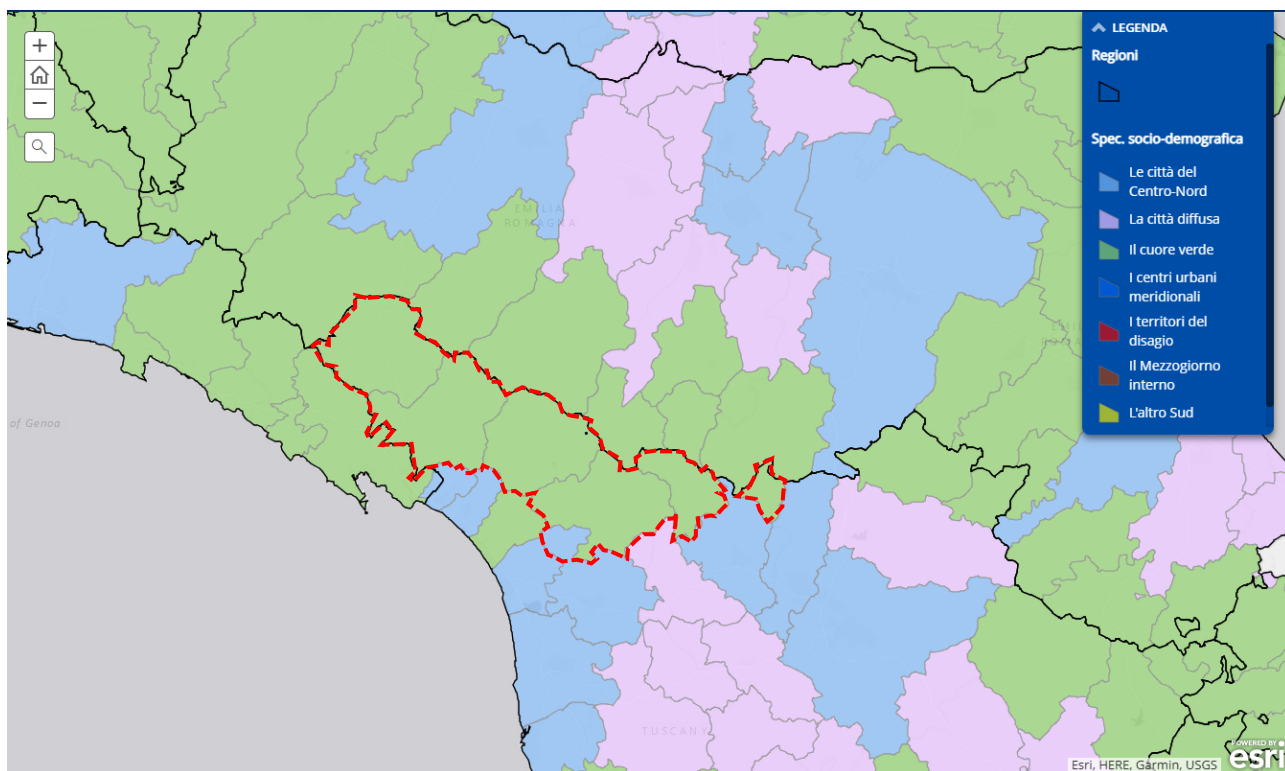 +
−
LEGENDA
Regioni
Spec. socio-demografica
Le città del
Centro-Nord
La città diffusa
Il cuore verde
I centri urbani
meridionali
I territori del
disagio
Il Mezzogiorno
interno
L'altro Sud
EMILIA
ROMAGNA
of Genoa
TUSCANY
POWERED BY
esri
Esri, HERE, Garmin, USGS